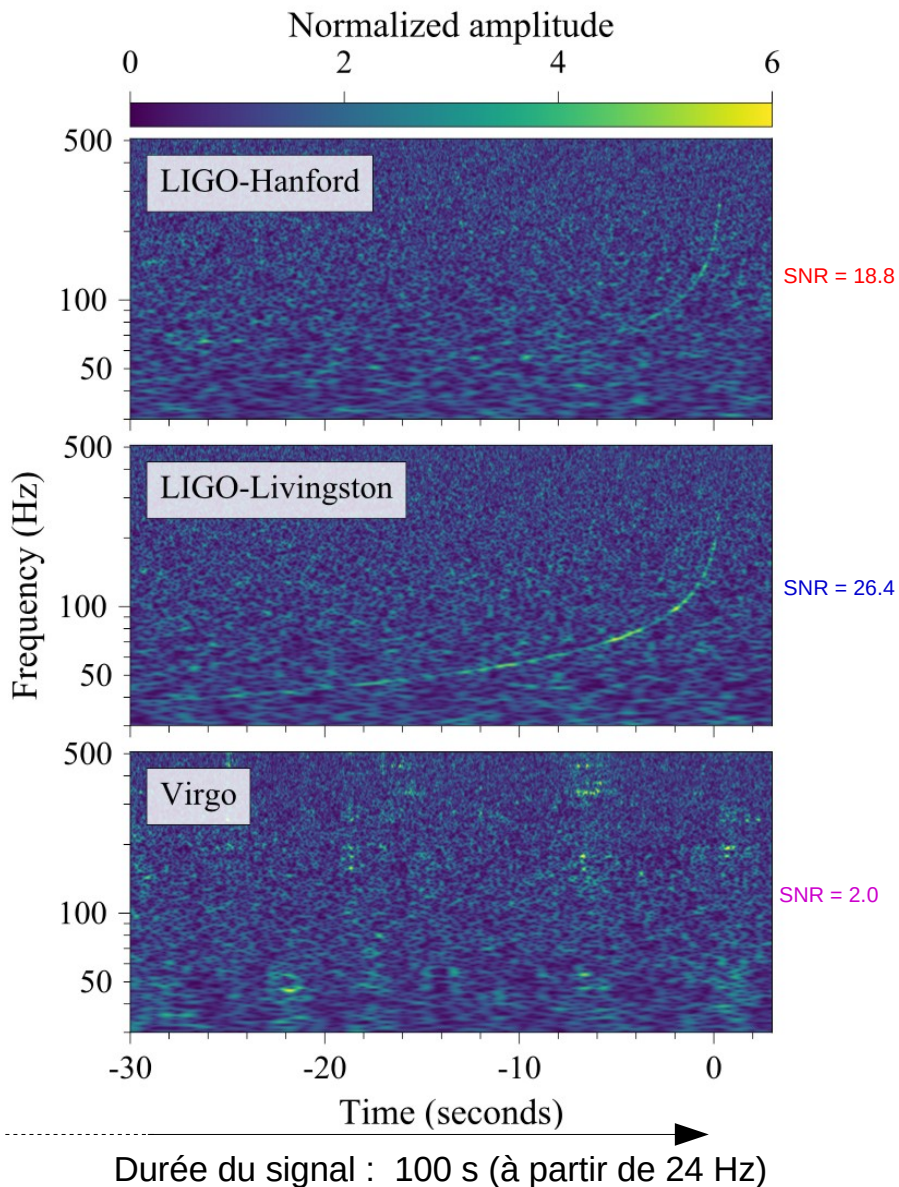 Normalized amplitude
0 2 4 6
500
LIGO-Hanford
100
50
SNR = 18.8
500
LIGO-Livingston
100
50
SNR = 26.4
Frequency (Hz)
500
Virgo
100
50
SNR = 2.0
-30 -20 -10 0
Time (seconds)
Durée du signal : 100 s (à partir de 24 Hz)